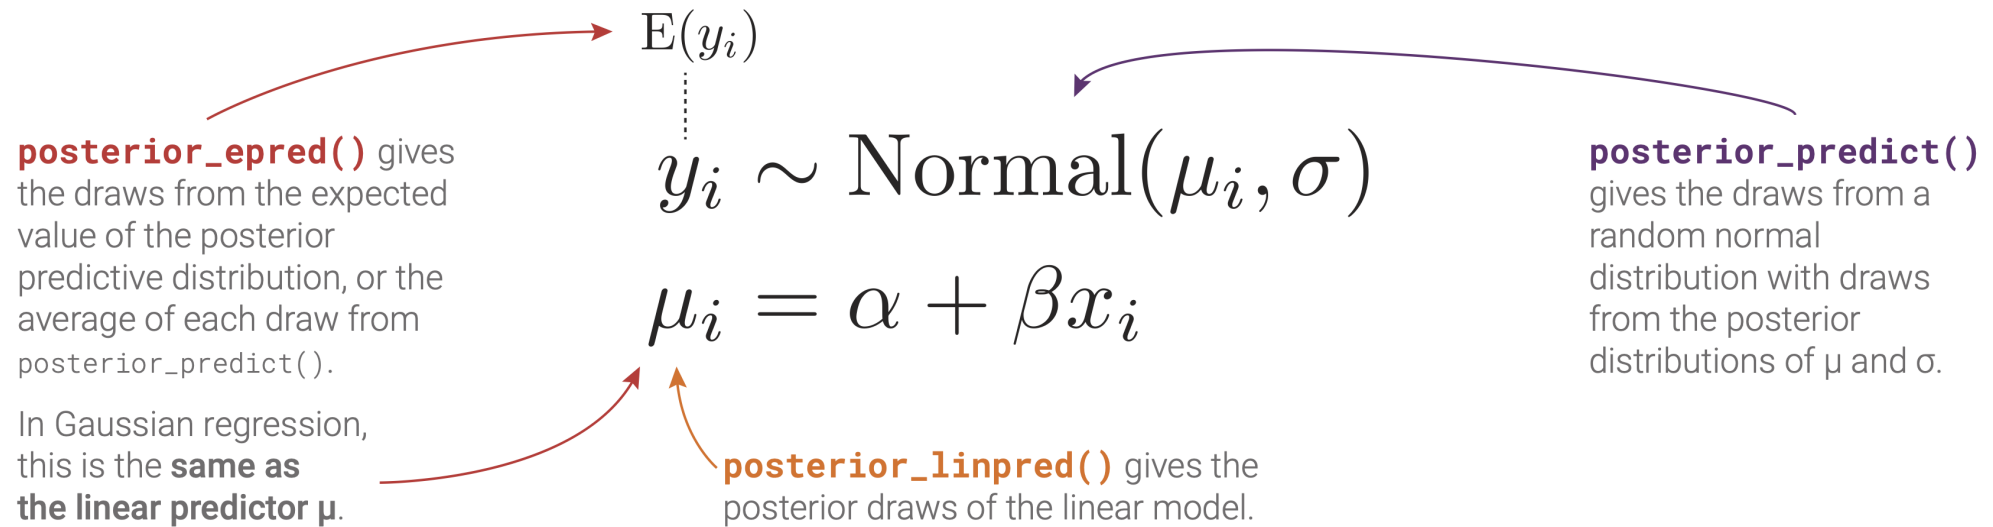 E(yᵢ)
posterior_epred() gives
the draws from the expected
value of the posterior
predictive distribution, or the
average of each draw from
posterior_predict().
In Gaussian regression,
this is the same as
the linear predictor μ.
yᵢ ∼ Normal(μᵢ, σ)
μᵢ = α + βxᵢ
posterior_linpred() gives the
posterior draws of the linear model.
posterior_predict()
gives the draws from a
random normal
distribution with draws
from the posterior
distributions of μ and σ.